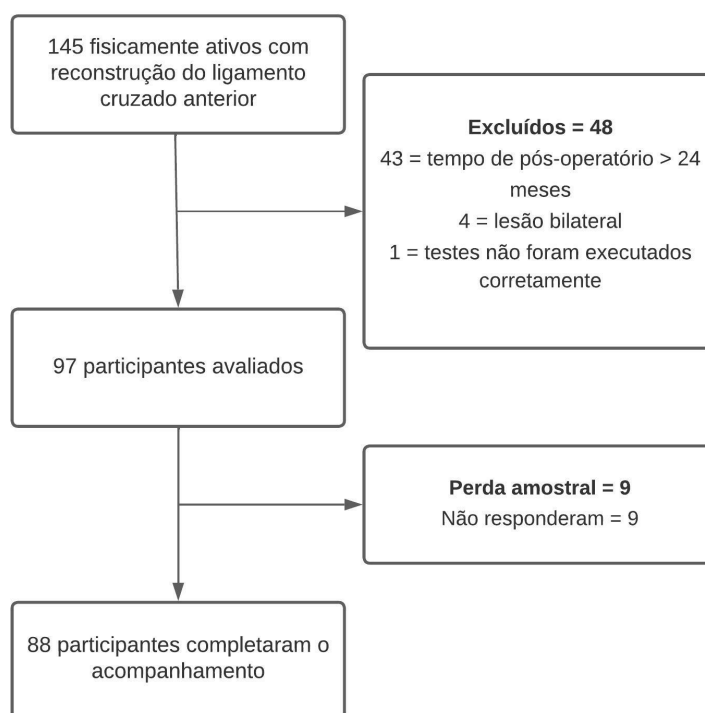 145 fisicamente ativos com
reconstrução do ligamento
cruzado anterior
Excluídos = 48
43 = tempo de pós-operatório > 24
meses
4 = lesão bilateral
1 = testes não foram executados
corretamente
97 participantes avaliados
Perda amostral = 9
Não responderam = 9
88 participantes completaram o
acompanhamento